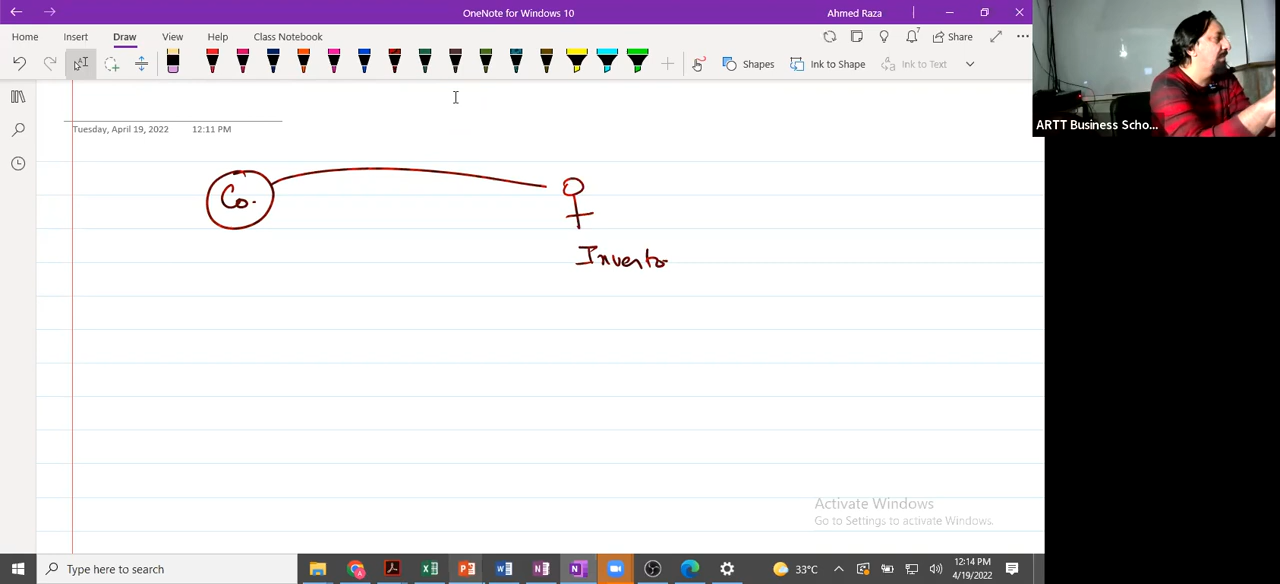 OneNote for Windows 10
Ahmed Raza
Home Insert Draw View Help Class Notebook
Share
Shapes Ink to Shape Ink to Text
ARTT Business Scho...
Tuesday, April 19, 2022 12:11 PM
Co.
Investor
Activate Windows
Go to Settings to activate Windows.
Type here to search
33°C
12:14 PM
4/19/2022